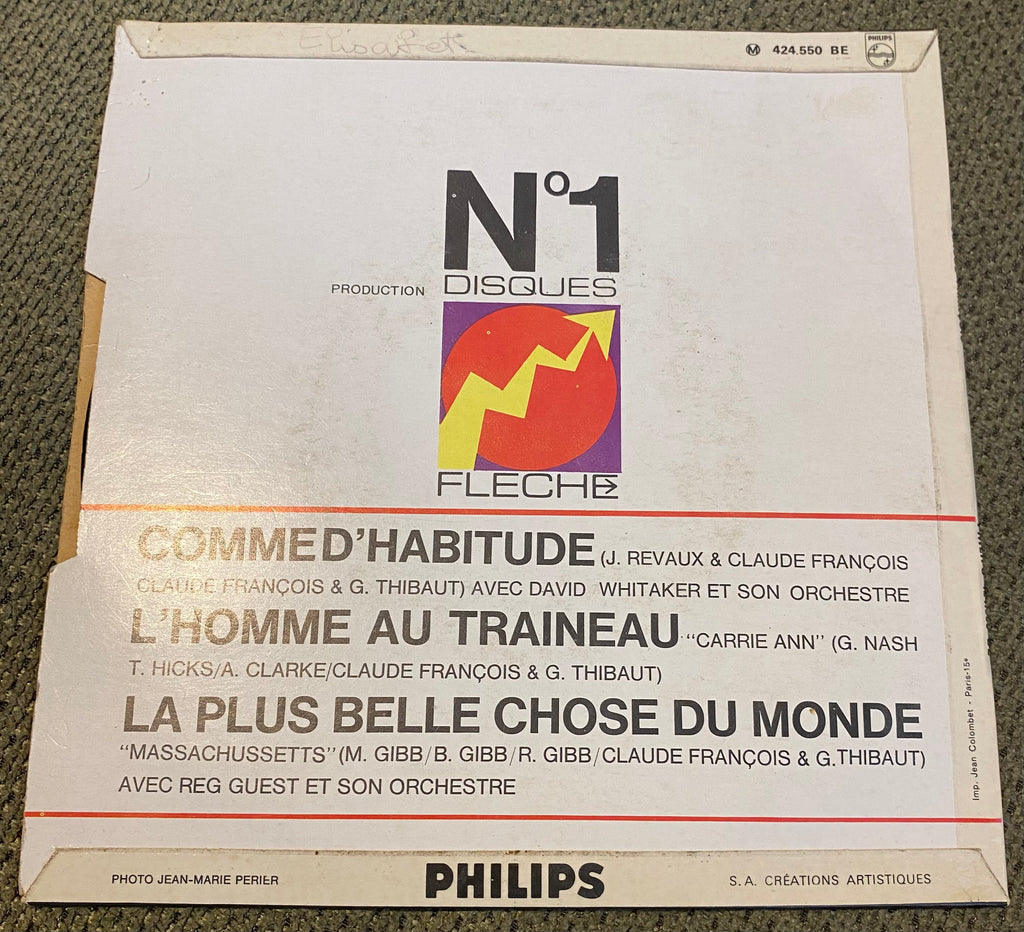 Elisabeth
M 424.550 BE PHILIPS
Nº1
PRODUCTION DISQUES
FLECHE
COMME D'HABITUDE (J. REVAUX & CLAUDE FRANÇOIS
CLAUDE FRANÇOIS & G. THIBAUT) AVEC DAVID WHITAKER ET SON ORCHESTRE
L'HOMME AU TRAINEAU "CARRIE ANN" (G. NASH
T. HICKS/A. CLARKE/CLAUDE FRANÇOIS & G. THIBAUT)
LA PLUS BELLE CHOSE DU MONDE
"MASSACHUSSETTS" (M. GIBB/B. GIBB/R. GIBB/CLAUDE FRANÇOIS & G.THIBAUT)
AVEC REG GUEST ET SON ORCHESTRE
Imp. Jean Colombet - Paris-15e
PHOTO JEAN-MARIE PERIER PHILIPS S.A. CRÉATIONS ARTISTIQUES